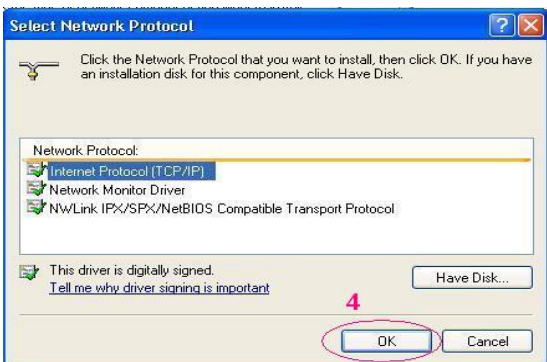 Select Network Protocol
Click the Network Protocol that you want to install, then click OK. If you have
an installation disk for this component, click Have Disk.
Network Protocol:
Internet Protocol (TCP/IP)
Network Monitor Driver
NWLink IPX/SPX/NetBIOS Compatible Transport Protocol
This driver is digitally signed.
Tell me why driver signing is important
Have Disk...
4
OK
Cancel